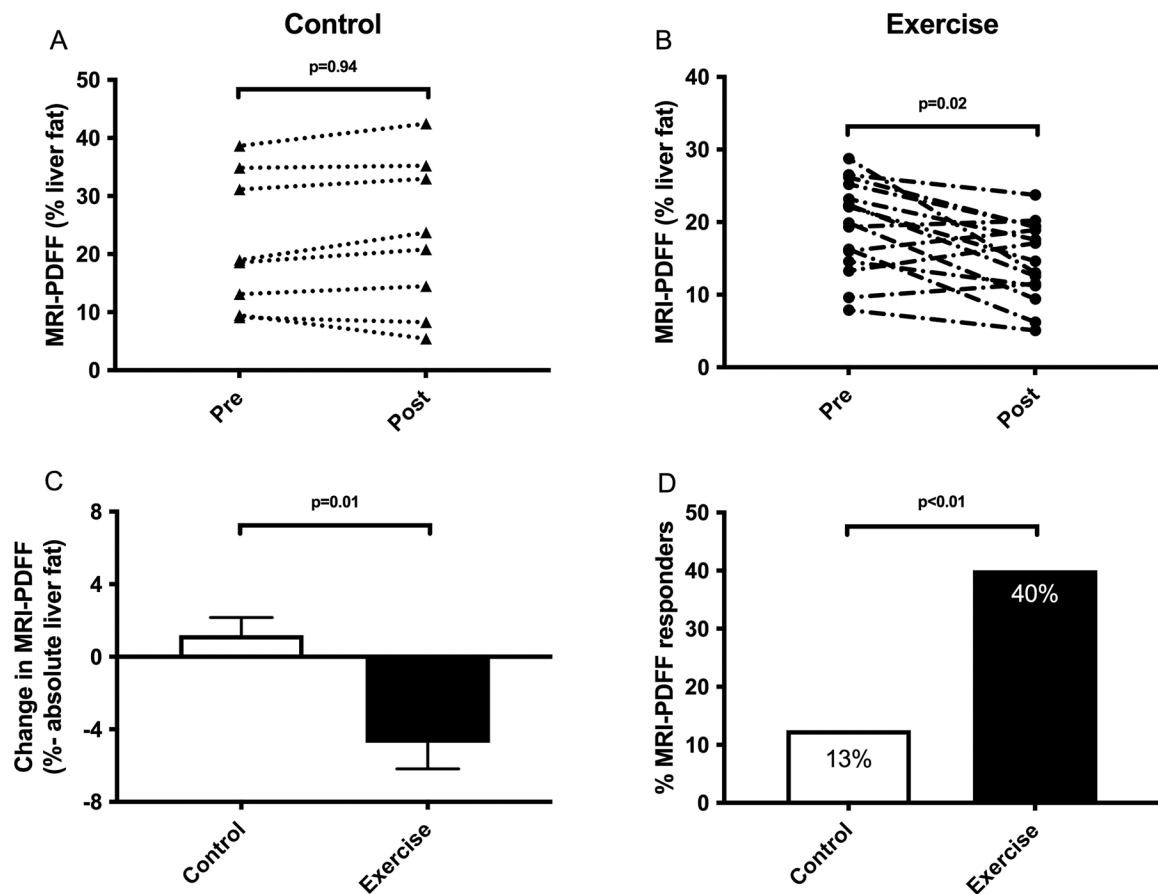 A
Control
p=0.94
MRI-PDFF (% liver fat)
50
40
30
20
10
0
Pre
Post
B
Exercise
p=0.02
MRI-PDFF (% liver fat)
40
30
20
10
0
Pre
Post
C
p=0.01
Change in MRI-PDFF
(%- absolute liver fat)
8
4
0
-4
-8
Control
Exercise
D
p<0.01
% MRI-PDFF responders
50
40
30
20
10
0
13%
40%
Control
Exercise